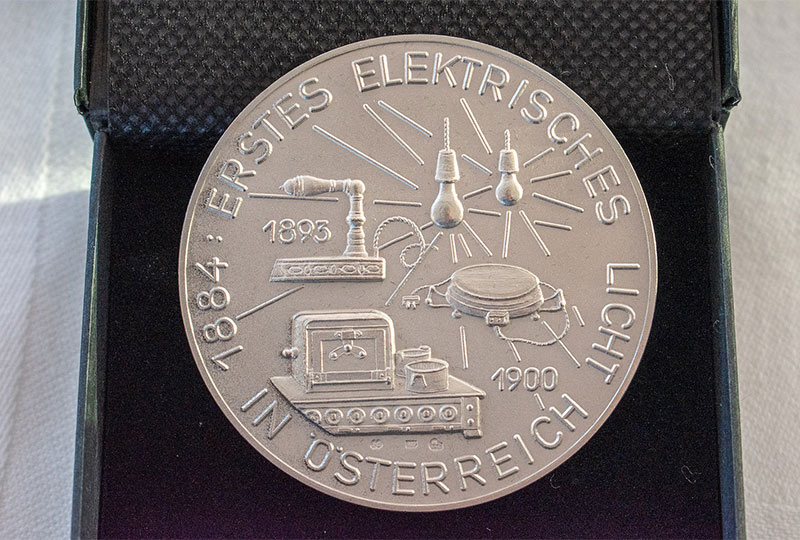 1884: ERSTES ELEKTRISCHES LICHT
IN ÖSTERREICH
1893
1900